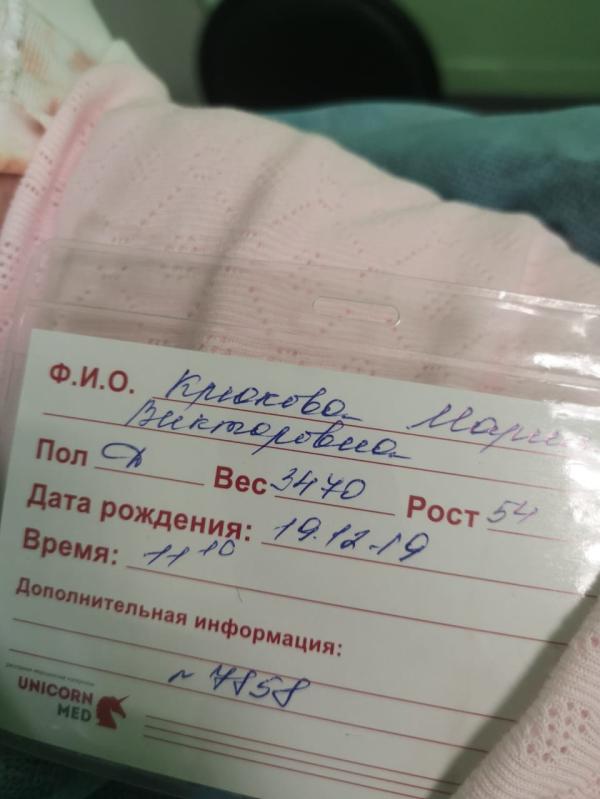 Ф.И.О. Крюкова Мария
Викторовна
Пол Д Вес 3470 Рост 54
Дата рождения: 19.12.19
Время: 11 10
Дополнительная информация:
№ 7858
UNICORN
MED